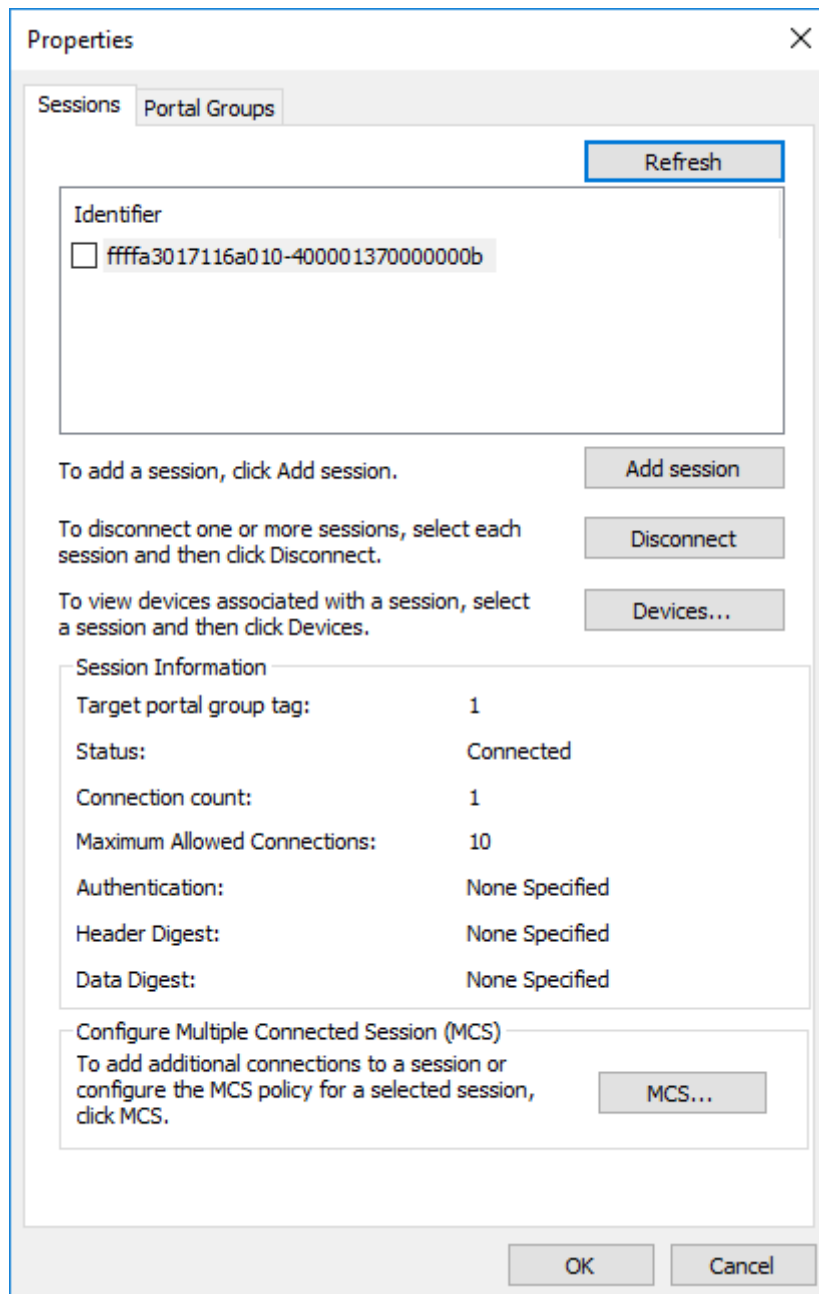 Properties
Sessions
Portal Groups
Refresh
Identifier
ffffa3017116a010-400001370000000b
To add a session, click Add session.
Add session
To disconnect one or more sessions, select each
session and then click Disconnect.
Disconnect
To view devices associated with a session, select
a session and then click Devices.
Devices...
Session Information
Target portal group tag: 1
Status: Connected
Connection count: 1
Maximum Allowed Connections: 10
Authentication: None Specified
Header Digest: None Specified
Data Digest: None Specified
Configure Multiple Connected Session (MCS)
To add additional connections to a session or
configure the MCS policy for a selected session,
click MCS.
MCS...
OK
Cancel